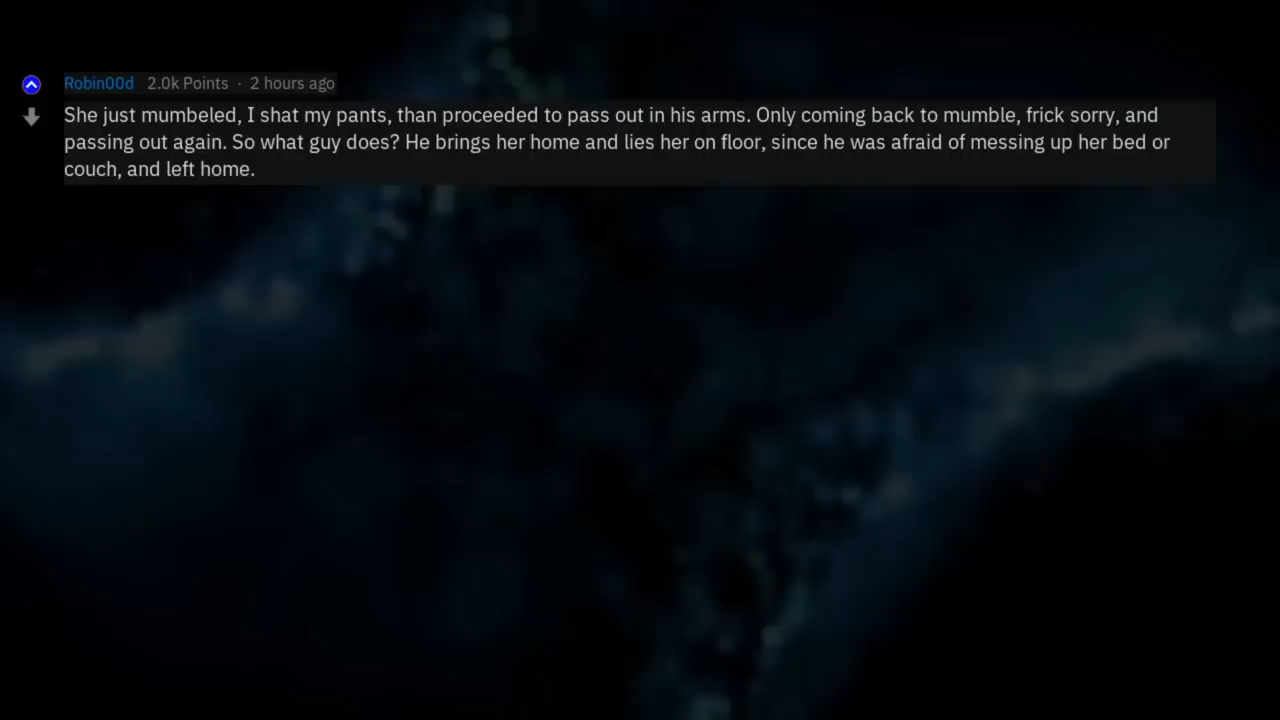 Robin00d 2.0k Points · 2 hours ago
She just mumbeled, I shat my pants, than proceeded to pass out in his arms. Only coming back to mumble, frick sorry, and
passing out again. So what guy does? He brings her home and lies her on floor, since he was afraid of messing up her bed or
couch, and left home.